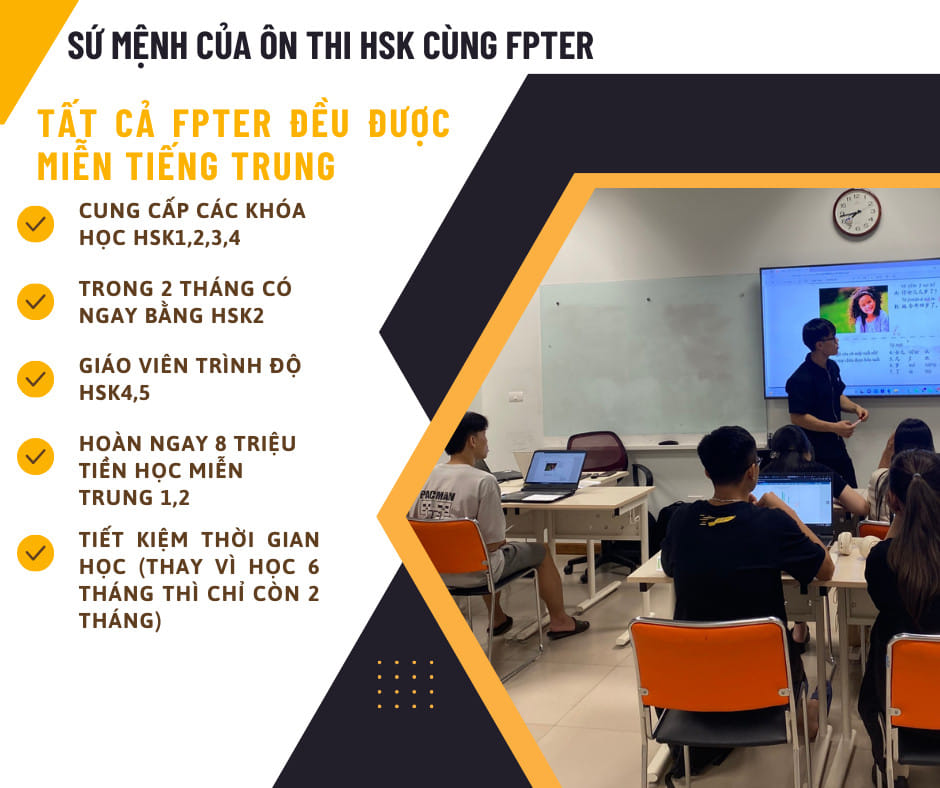 SỨ MỆNH CỦA ÔN THI HSK CÙNG FPTER
TẤT CẢ FPTER ĐỀU ĐƯỢC
MIỄN TIẾNG TRUNG
CUNG CẤP CÁC KHÓA
HỌC HSK1,2,3,4
TRONG 2 THÁNG CÓ
NGAY BẰNG HSK2
GIÁO VIÊN TRÌNH ĐỘ
HSK4,5
HOÀN NGAY 8 TRIỆU
TIỀN HỌC MIỄN
TRUNG 1,2
TIẾT KIỆM THỜI GIAN
HỌC (THAY VÌ HỌC 6
THÁNG THÌ CHỈ CÒN 2
THÁNG)
PACMAN